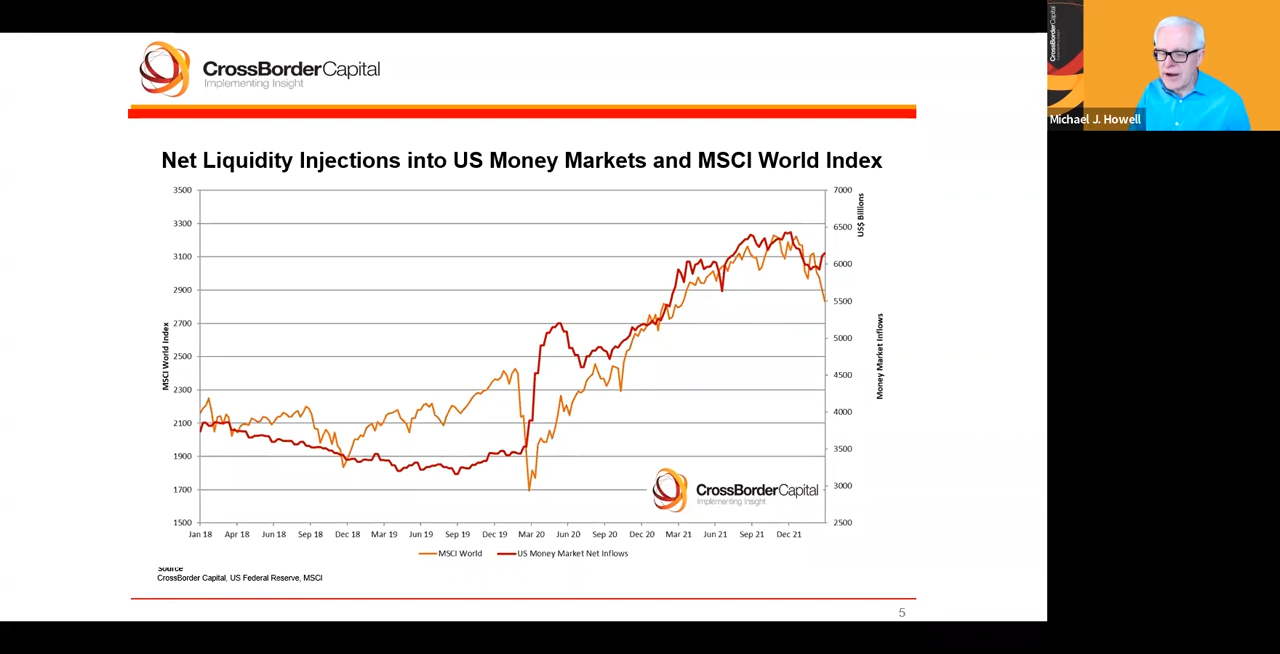 CrossBorderCapital
Implementing Insight
CrossBorderCapital
Implementing Insight
Michael J. Howell
Net Liquidity Injections into US Money Markets and MSCI World Index
3500
3300
3100
2900
2700
2500
2300
2100
1900
1700
1500
MSCI World Index
7000
6500
6000
5500
5000
4500
4000
3500
3000
2500
US$ Billions
Money Market Inflows
CrossBorderCapital
Implementing Insight
Jan 18 Apr 18 Jun 18 Sep 18 Dec 18 Mar 19 Jun 19 Sep 19 Dec 19 Mar 20 Jun 20 Sep 20 Dec 20 Mar 21 Jun 21 Sep 21 Dec 21
MSCI World US Money Market Net Inflows
Source
CrossBorder Capital, US Federal Reserve, MSCI
5